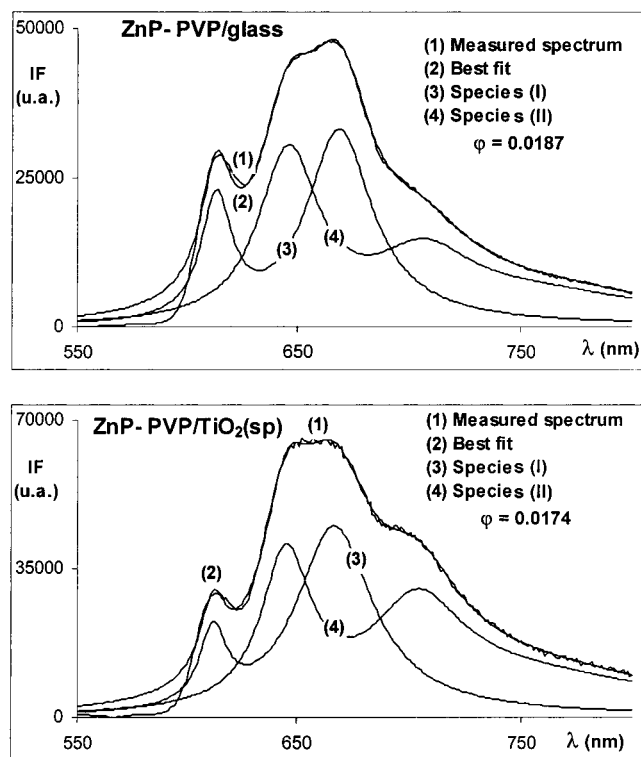 ZnP- PVP/glass
50000
IF
(u.a.)
(1) Measured spectrum
(2) Best fit
(3) Species (I)
(4) Species (II)
φ = 0.0187
(1)
(2)
25000
(3)
(4)
0
550
650
750
λ (nm)
ZnP- PVP/TiO2(sp)
70000
IF
(u.a.)
(1)
(1) Measured spectrum
(2) Best fit
(3) Species (I)
(4) Species (II)
φ = 0.0174
35000
(2)
(3)
(4)
0
550
650
750
λ (nm)